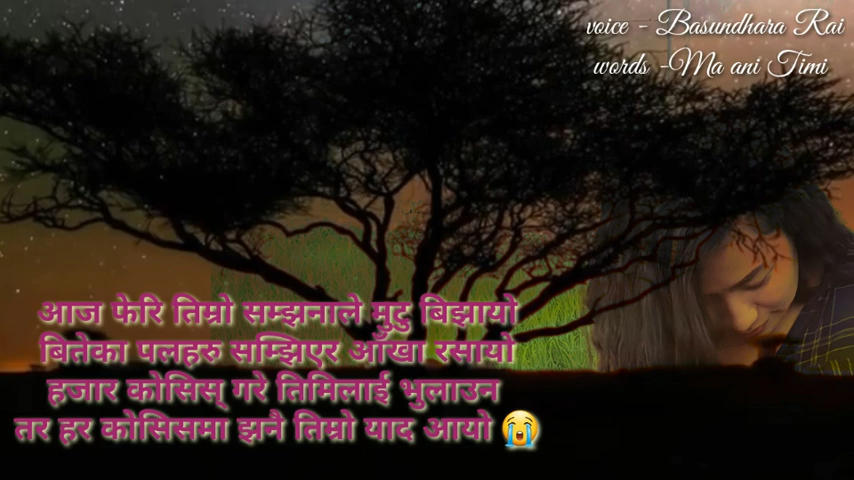 voice - Basundhara Rai
words -Ma ani Timi
आज फेरि तिम्रो सम्झनाले मुटु बिझायो
बितेका पलहरु सम्झिएर आँखा रसायो
हजार कोसिस् गरे तिमिलाई भुलाउन
तर हर कोसिसमा झनै तिम्रो याद आयो 😭